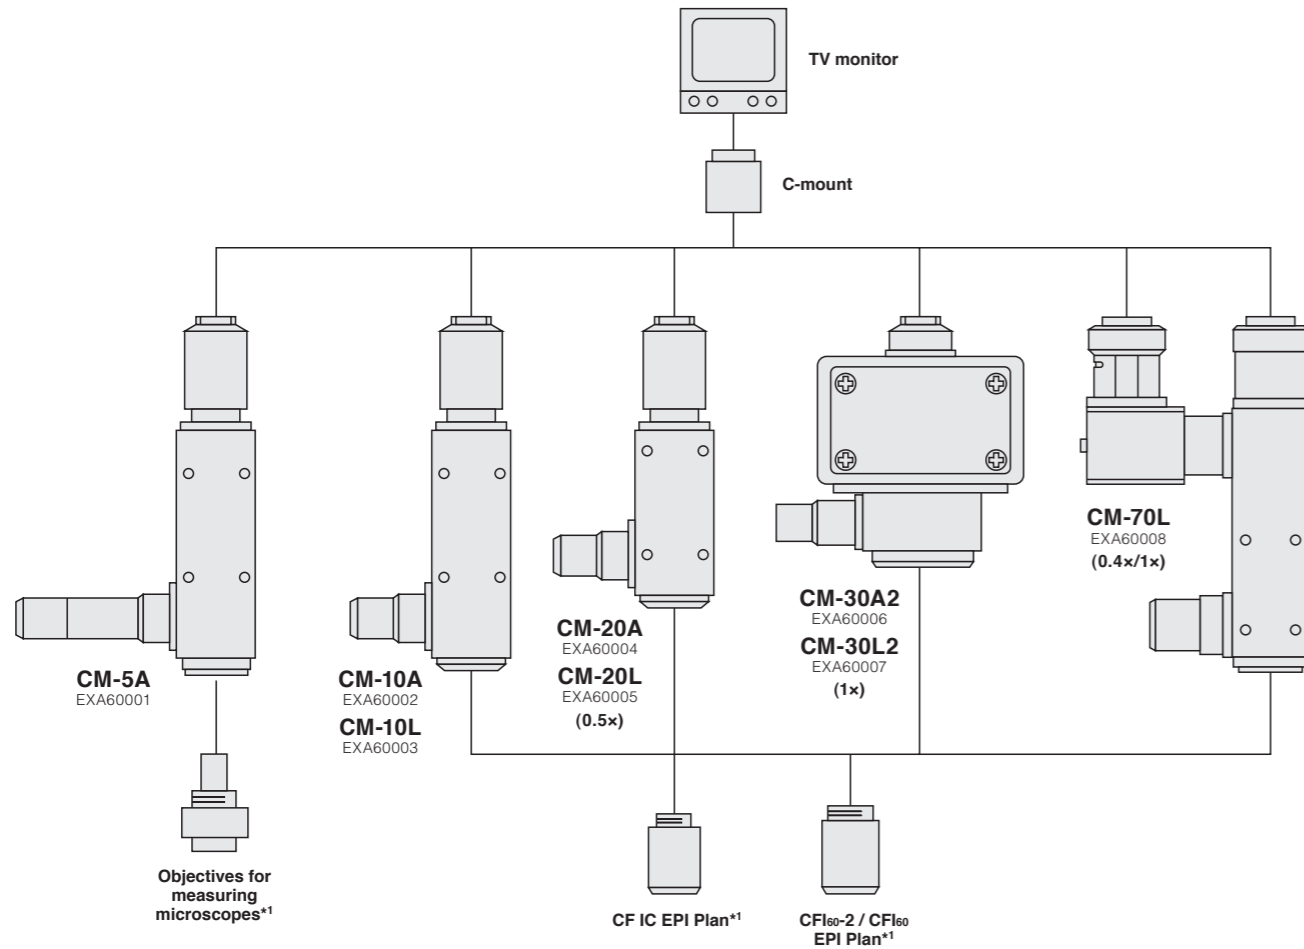 TV monitor
C-mount
CM-5A
EXA60001
CM-10A
EXA60002
CM-10L
EXA60003
CM-20A
EXA60004
CM-20L
EXA60005
(0.5×)
CM-30A2
EXA60006
CM-30L2
EXA60007
(1×)
CM-70L
EXA60008
(0.4×/1×)
Objectives for
measuring
microscopes*1
CF IC EPI Plan*1
CFI60-2 / CFI60
EPI Plan*1